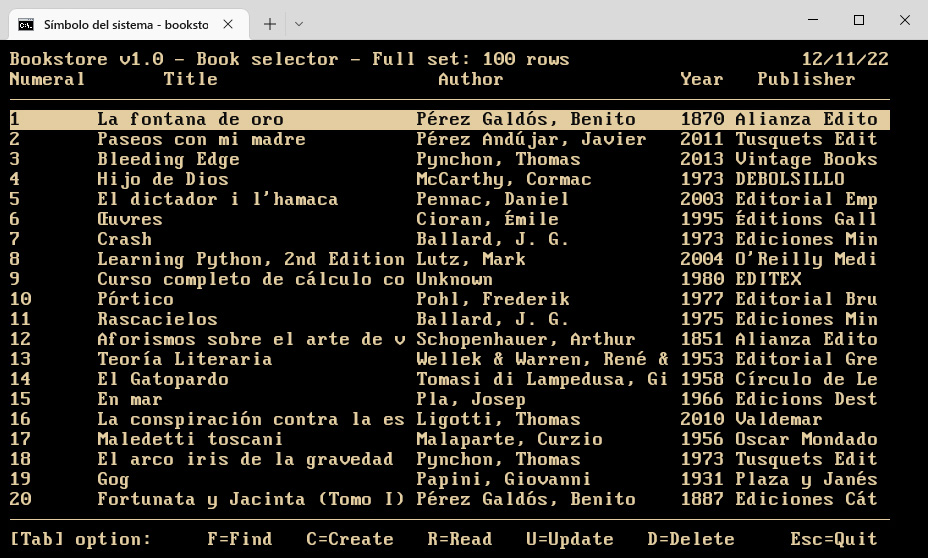 Símbolo del sistema - booksto
Bookstore v1.0 - Book selector - Full set: 100 rows 12/11/22
Numeral Title Author Year Publisher
1 La fontana de oro Pérez Galdós, Benito 1870 Alianza Edito
2 Paseos con mi madre Pérez Andújar, Javier 2011 Tusquets Edit
3 Bleeding Edge Pynchon, Thomas 2013 Vintage Books
4 Hijo de Dios McCarthy, Cormac 1973 DEBOLSILLO
5 El dictador i l'hamaca Pennac, Daniel 2003 Editorial Emp
6 Œuvres Cioran, Émile 1995 Éditions Gall
7 Crash Ballard, J. G. 1973 Ediciones Min
8 Learning Python, 2nd Edition Lutz, Mark 2004 O'Reilly Medi
9 Curso completo de cálculo co Unknown 1980 EDITEX
10 Pórtico Pohl, Frederik 1977 Editorial Bru
11 Rascacielos Ballard, J. G. 1975 Ediciones Min
12 Aforismos sobre el arte de v Schopenhauer, Arthur 1851 Alianza Edito
13 Teoría Literaria Wellek & Warren, René & 1953 Editorial Gre
14 El Gatopardo Tomasi di Lampedusa, Gi 1958 Círculo de Le
15 En mar Pla, Josep 1966 Edicions Dest
16 La conspiración contra la es Ligotti, Thomas 2010 Valdemar
17 Maledetti toscani Malaparte, Curzio 1956 Oscar Mondado
18 El arco iris de la gravedad Pynchon, Thomas 1973 Tusquets Edit
19 Gog Papini, Giovanni 1931 Plaza y Janés
20 Fortunata y Jacinta (Tomo I) Pérez Galdós, Benito 1887 Ediciones Cát
[Tab] option: F=Find C=Create R=Read U=Update D=Delete Esc=Quit